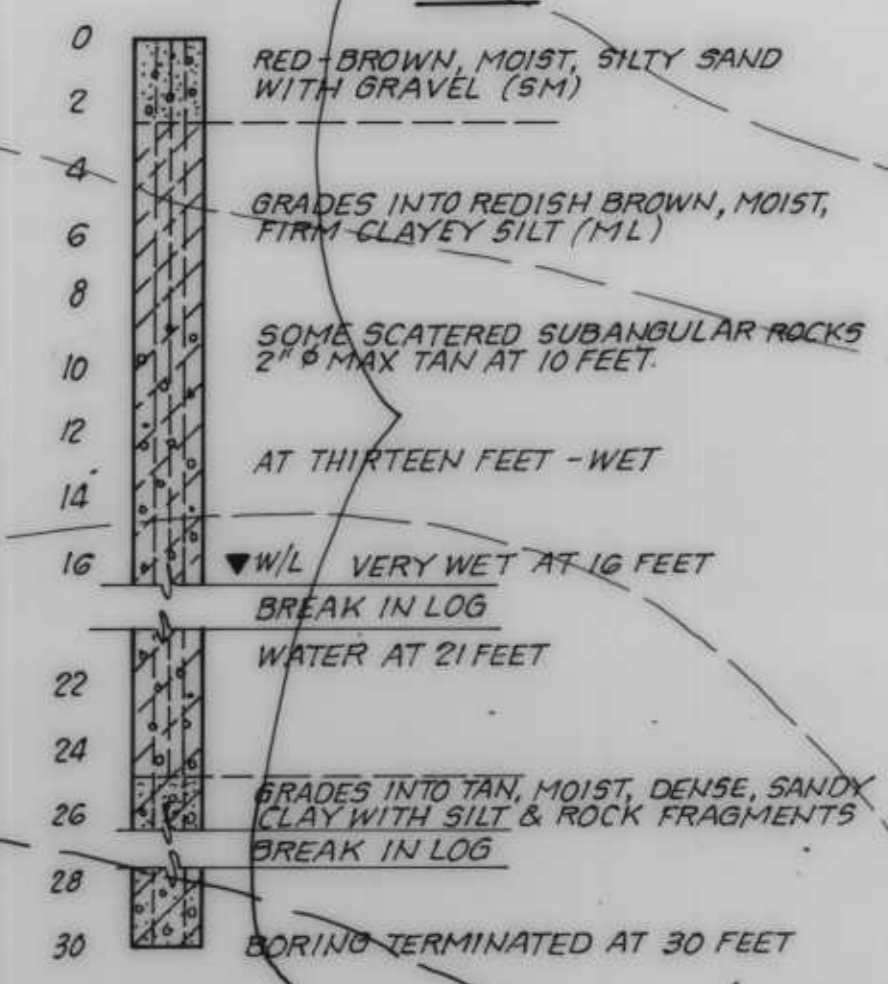 0
RED-BROWN, MOIST, SILTY SAND
WITH GRAVEL (SM)
2
4
GRADES INTO REDISH BROWN, MOIST,
FIRM CLAYEY SILT (ML)
6
8
SOME SCATERED SUBANGULAR ROCKS
2" ϕ MAX TAN AT 10 FEET.
10
12
AT THIRTEEN FEET - WET
14
16 ▼ W/L VERY WET AT 16 FEET
BREAK IN LOG
WATER AT 21 FEET
22
24
GRADES INTO TAN, MOIST, DENSE, SANDY
CLAY WITH SILT & ROCK FRAGMENTS
26
BREAK IN LOG
28
30 BORING TERMINATED AT 30 FEET